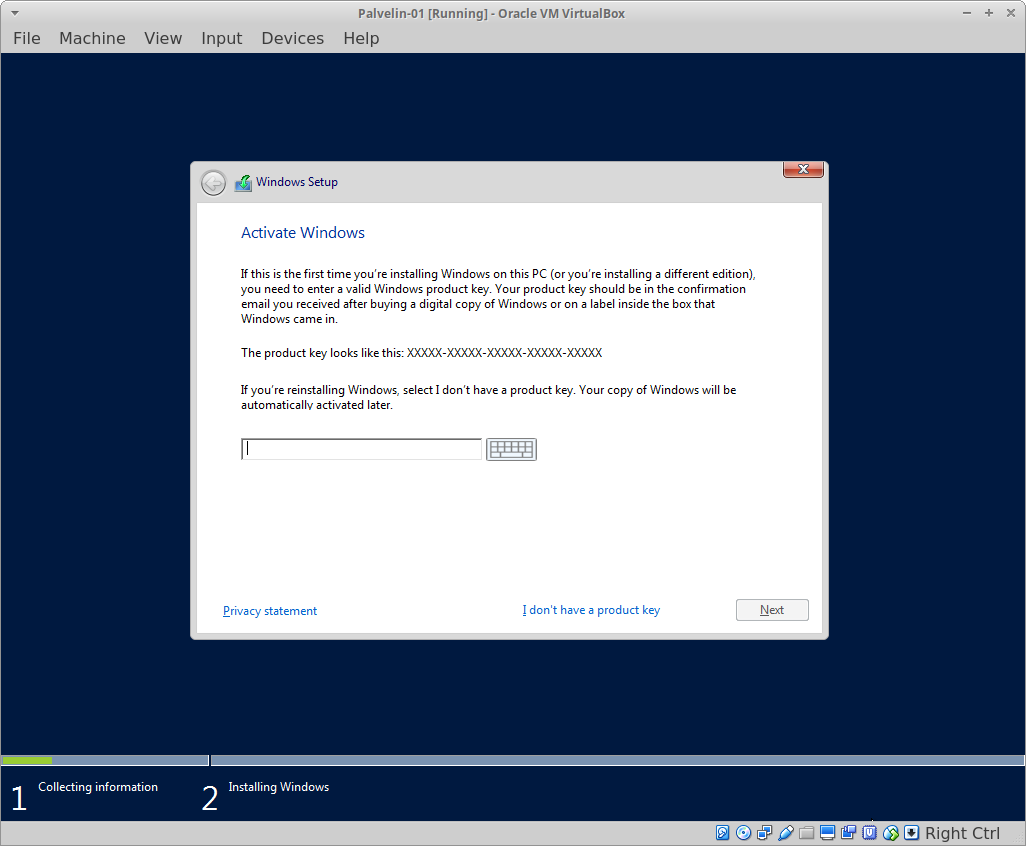 Palvelin-01 [Running] - Oracle VM VirtualBox
File Machine View Input Devices Help
Windows Setup
Activate Windows
If this is the first time you're installing Windows on this PC (or you're installing a different edition),
you need to enter a valid Windows product key. Your product key should be in the confirmation
email you received after buying a digital copy of Windows or on a label inside the box that
Windows came in.
The product key looks like this: XXXXX-XXXXX-XXXXX-XXXXX-XXXXX
If you're reinstalling Windows, select I don't have a product key. Your copy of Windows will be
automatically activated later.
Privacy statement
I don't have a product key
Next
1 Collecting information
2 Installing Windows
Right Ctrl